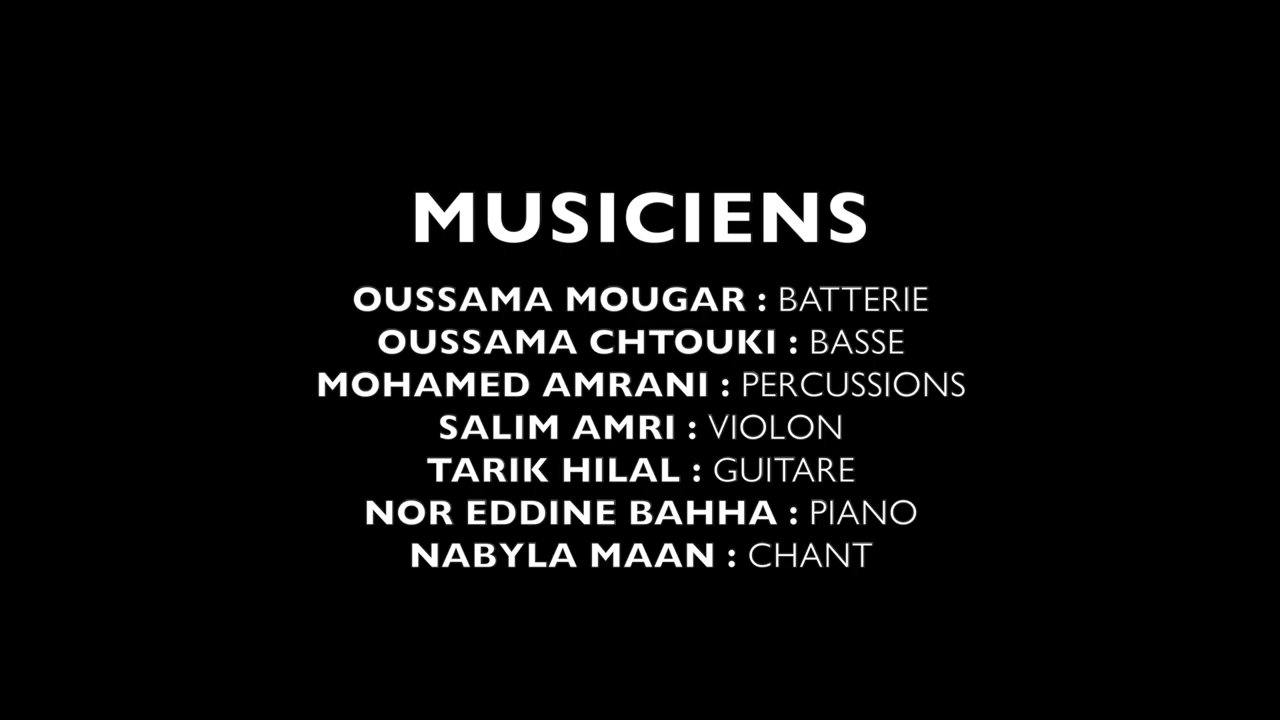 MUSICIENS
OUSSAMA MOUGAR : BATTERIE
OUSSAMA CHTOUKI : BASSE
MOHAMED AMRANI : PERCUSSIONS
SALIM AMRI : VIOLON
TARIK HILAL : GUITARE
NOR EDDINE BAHHA : PIANO
NABYLA MAAN : CHANT